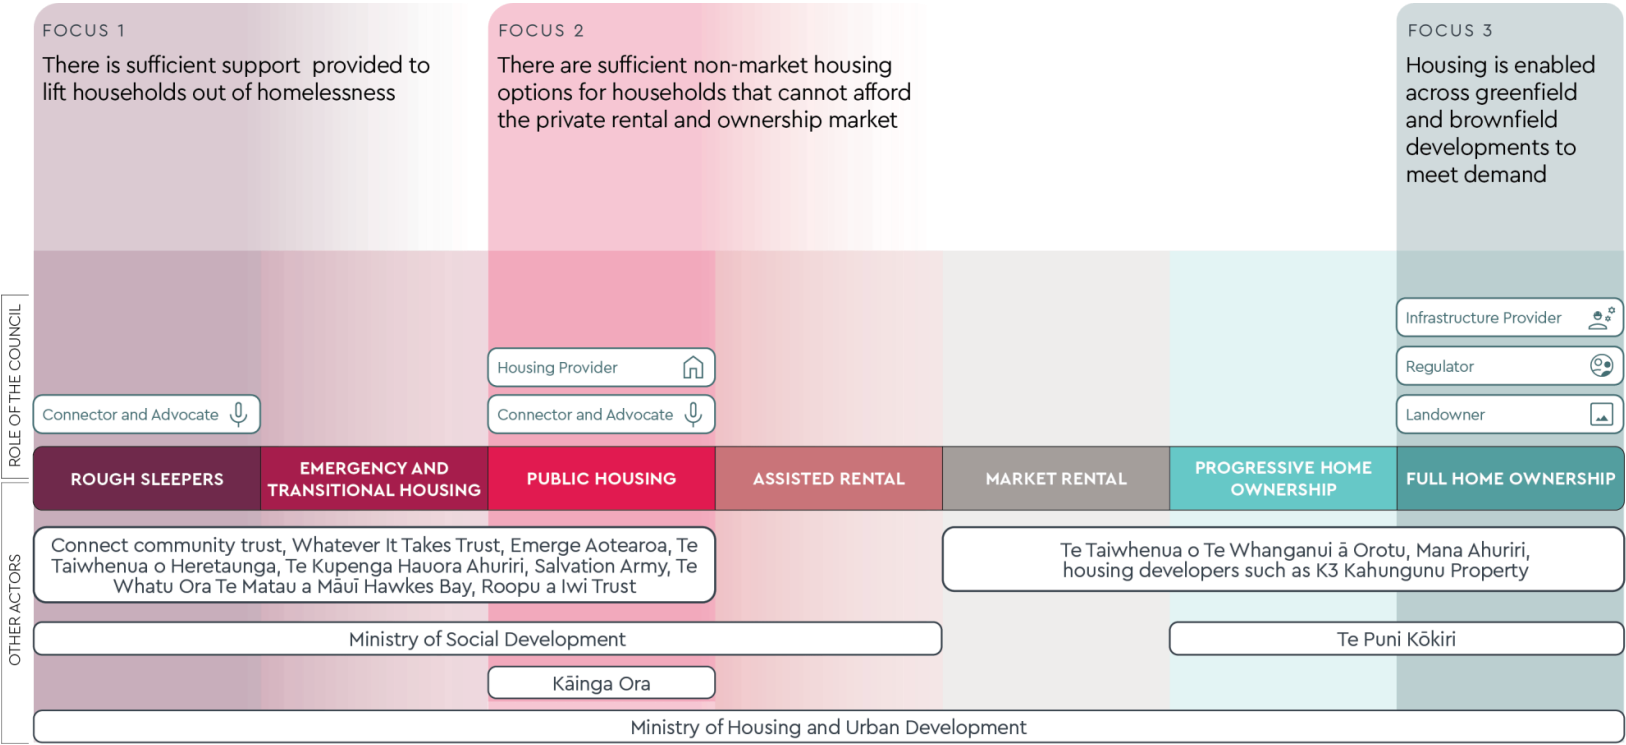 FOCUS 1
There is sufficient support provided to
lift households out of homelessness
FOCUS 2
There are sufficient non-market housing
options for households that cannot afford
the private rental and ownership market
FOCUS 3
Housing is enabled
across greenfield
and brownfield
developments to
meet demand
ROLE OF THE COUNCIL
Connector and Advocate
Housing Provider
Connector and Advocate
Infrastructure Provider
Regulator
Landowner
ROUGH SLEEPERS
EMERGENCY AND
TRANSITIONAL HOUSING
PUBLIC HOUSING
ASSISTED RENTAL
MARKET RENTAL
PROGRESSIVE HOME
OWNERSHIP
FULL HOME OWNERSHIP
OTHER ACTORS
Connect community trust, Whatever It Takes Trust, Emerge Aotearoa, Te
Taiwhenua o Heretaunga, Te Kupenga Hauora Ahuriri, Salvation Army, Te
Whatu Ora Te Matau a Māuī Hawkes Bay, Roopu a Iwi Trust
Te Taiwhenua o Te Whanganui ā Orotu, Mana Ahuriri,
housing developers such as K3 Kahungunu Property
Ministry of Social Development
Te Puni Kōkiri
Kāinga Ora
Ministry of Housing and Urban Development